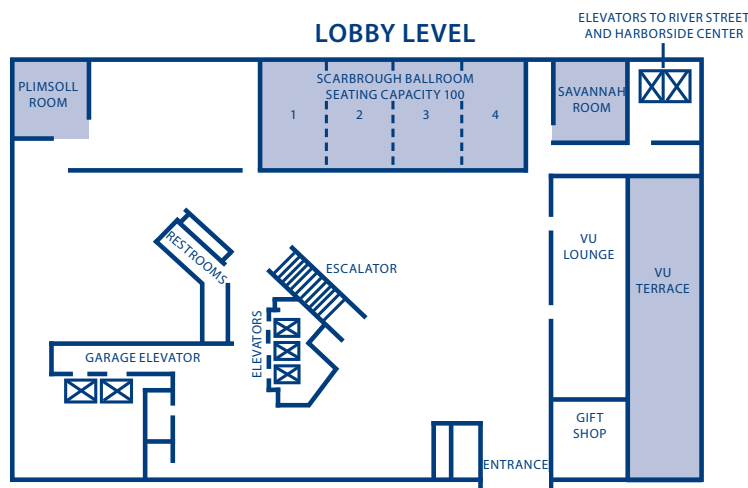 LOBBY LEVEL
ELEVATORS TO RIVER STREET
AND HARBORSIDE CENTER
PLIMSOLL
ROOM
SCARBROUGH BALLROOM
SEATING CAPACITY 100
1 2 3 4
SAVANNAH
ROOM
RESTROOMS
ESCALATOR
VU
LOUNGE
VU
TERRACE
ELEVATORS
GARAGE ELEVATOR
GIFT
SHOP
ENTRANCE